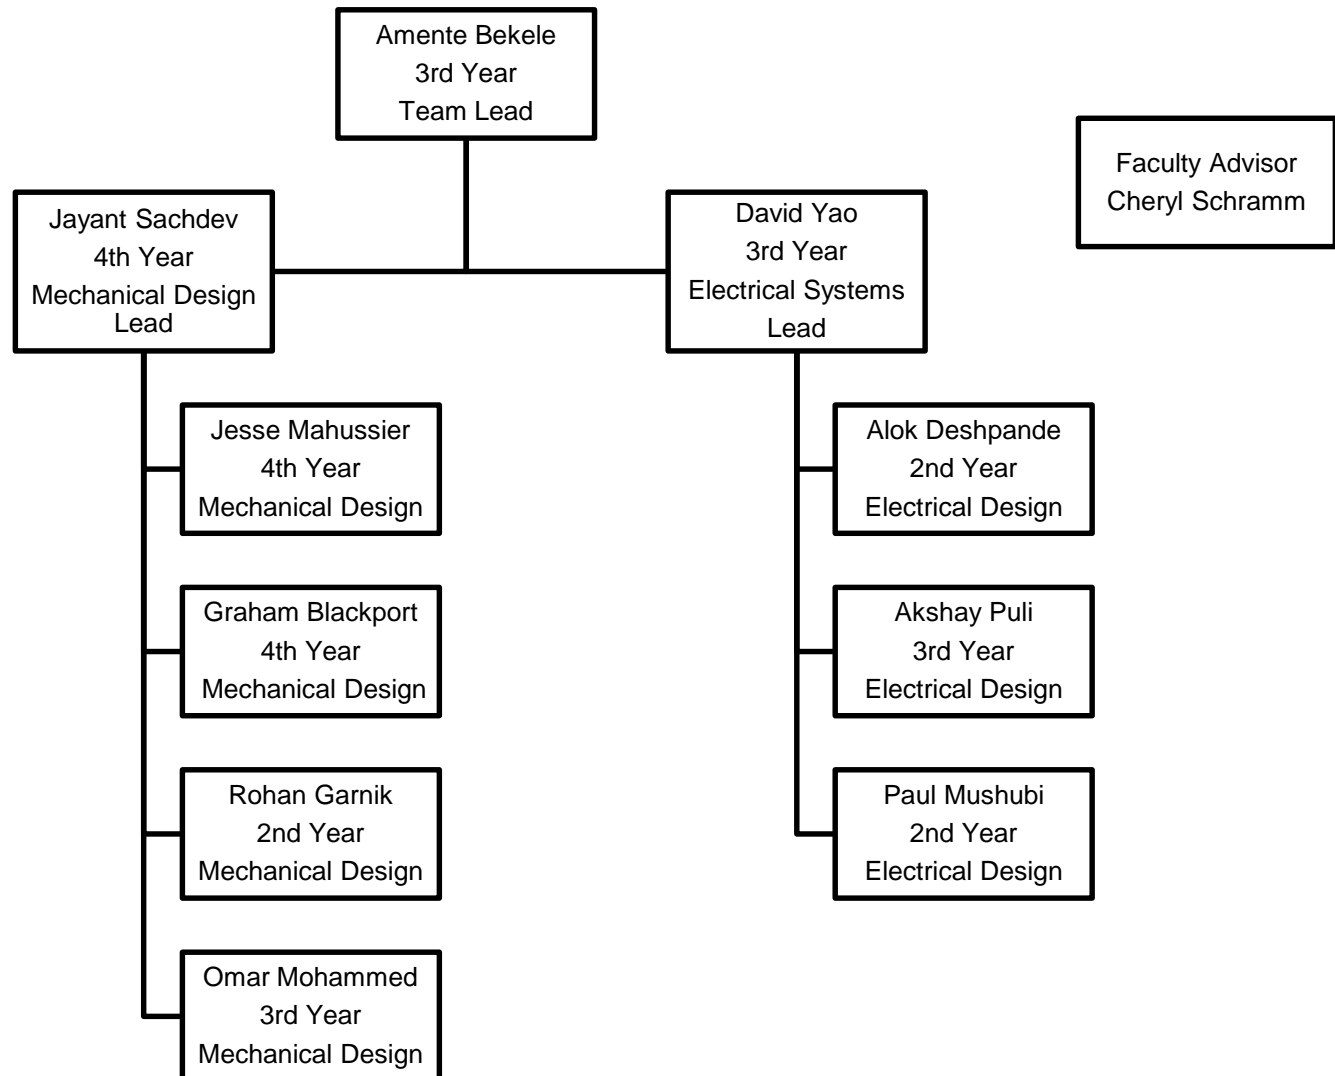 Amente Bekele
3rd Year
Team Lead
Faculty Advisor
Cheryl Schramm
Jayant Sachdev
4th Year
Mechanical Design
Lead
David Yao
3rd Year
Electrical Systems
Lead
Jesse Mahussier
4th Year
Mechanical Design
Graham Blackport
4th Year
Mechanical Design
Rohan Garnik
2nd Year
Mechanical Design
Omar Mohammed
3rd Year
Mechanical Design
Alok Deshpande
2nd Year
Electrical Design
Akshay Puli
3rd Year
Electrical Design
Paul Mushubi
2nd Year
Electrical Design